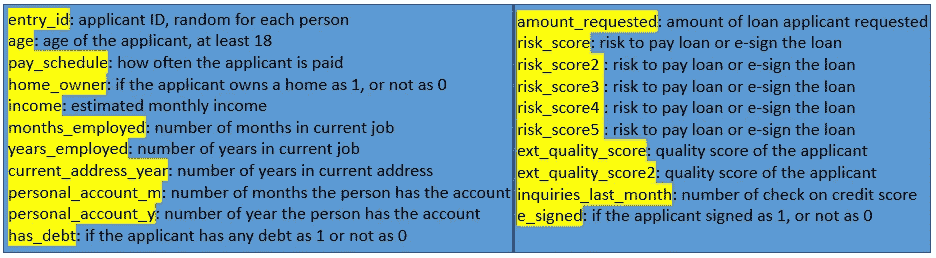 entry_id: applicant ID, random for each person
age: age of the applicant, at least 18
pay_schedule: how often the applicant is paid
home_owner: if the applicant owns a home as 1, or not as 0
income: estimated monthly income
months_employed: number of months in current job
years_employed: number of years in current job
current_address_year: number of years in current address
personal_account_m: number of months the person has the account
personal_account_y: number of year the person has the account
has_debt: if the applicant has any debt as 1 or not as 0
amount_requested: amount of loan applicant requested
risk_score: risk to pay loan or e-sign the loan
risk_score2 : risk to pay loan or e-sign the loan
risk_score3 : risk to pay loan or e-sign the loan
risk_score4 : risk to pay loan or e-sign the loan
risk_score5 : risk to pay loan or e-sign the loan
ext_quality_score: quality score of the applicant
ext_quality_score2: quality score of the applicant
inquiries_last_month: number of check on credit score
e_signed: if the applicant signed as 1, or not as 0